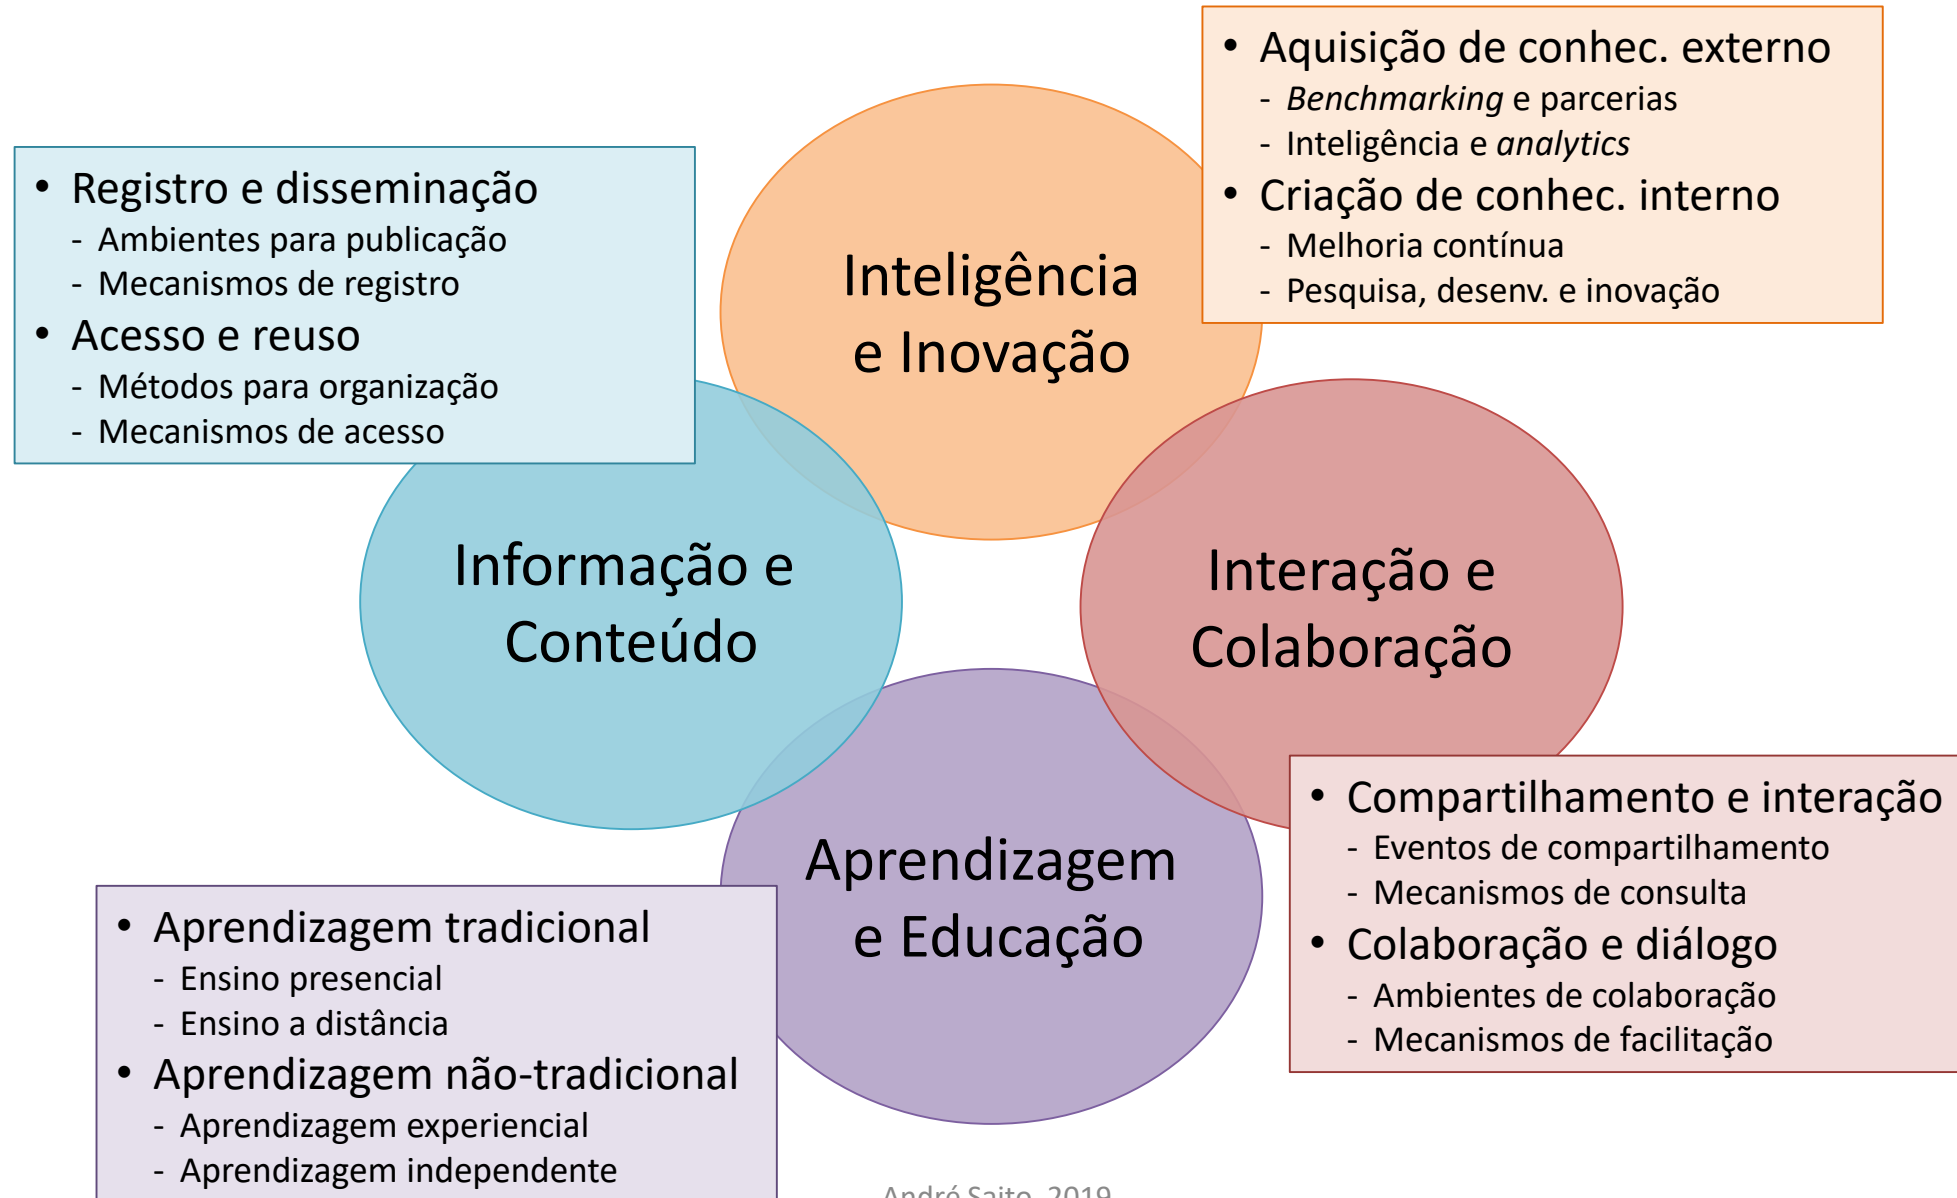 • Aquisição de conhec. externo
- Benchmarking e parcerias
- Inteligência e analytics
• Criação de conhec. interno
- Melhoria contínua
- Pesquisa, desenv. e inovação
• Registro e disseminação
- Ambientes para publicação
- Mecanismos de registro
• Acesso e reuso
- Métodos para organização
- Mecanismos de acesso
Inteligência
e Inovação
Informação e
Conteúdo
Interação e
Colaboração
Aprendizagem
e Educação
• Compartilhamento e interação
- Eventos de compartilhamento
- Mecanismos de consulta
• Colaboração e diálogo
- Ambientes de colaboração
- Mecanismos de facilitação
• Aprendizagem tradicional
- Ensino presencial
- Ensino a distância
• Aprendizagem não-tradicional
- Aprendizagem experiencial
- Aprendizagem independente
André Saito, 2019